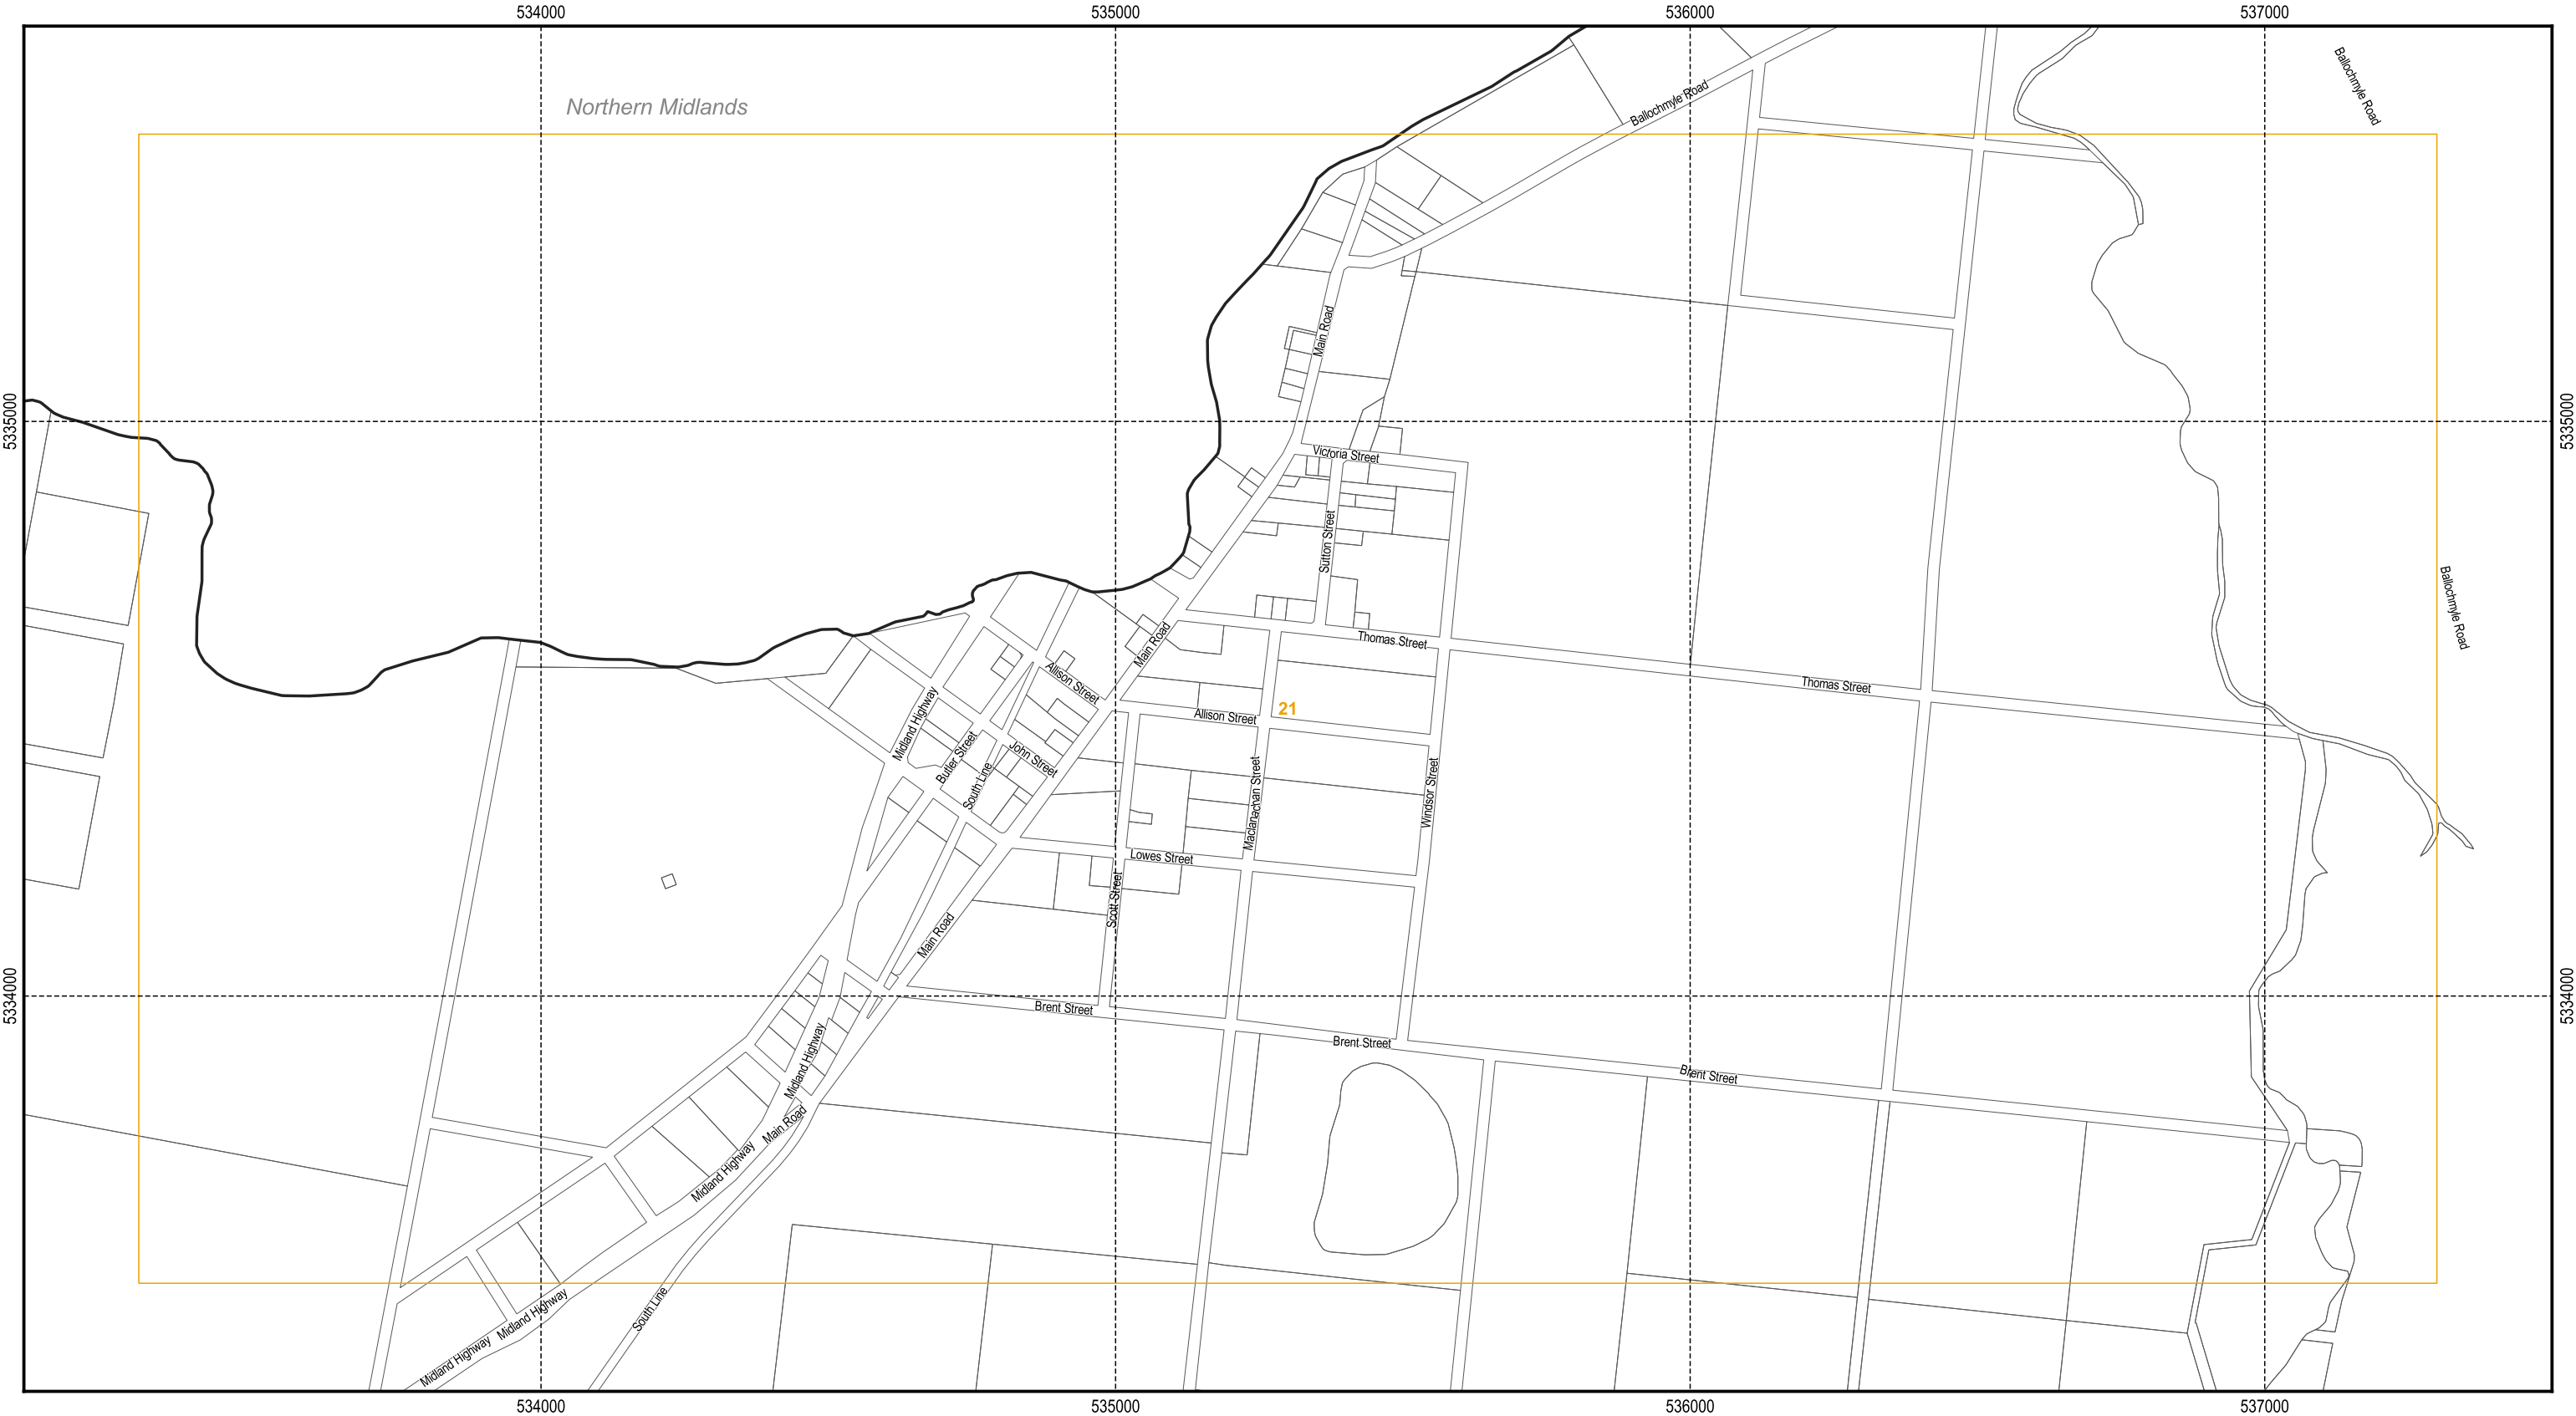 534000
535000
536000
537000
Northern Midlands
Ballochmyle Road
Ballochmyle Road
Main Road
5335000
5335000
Victoria Street
Sutton Street
Ballochmyle Road
Thomas Street
Main Road
Allison Street
Thomas Street
Midland Highway
21
Allison Street
Butler Street
John Street
South Line
Maclanachan Street
Windsor Street
Lowes Street
Scott Street
Main Road
5334000
5334000
Brent Street
Brent Street
Midland Highway
Brent Street
Main Road
Midland Highway
South Line
Midland Highway
Midland Highway
534000
535000
536000
537000